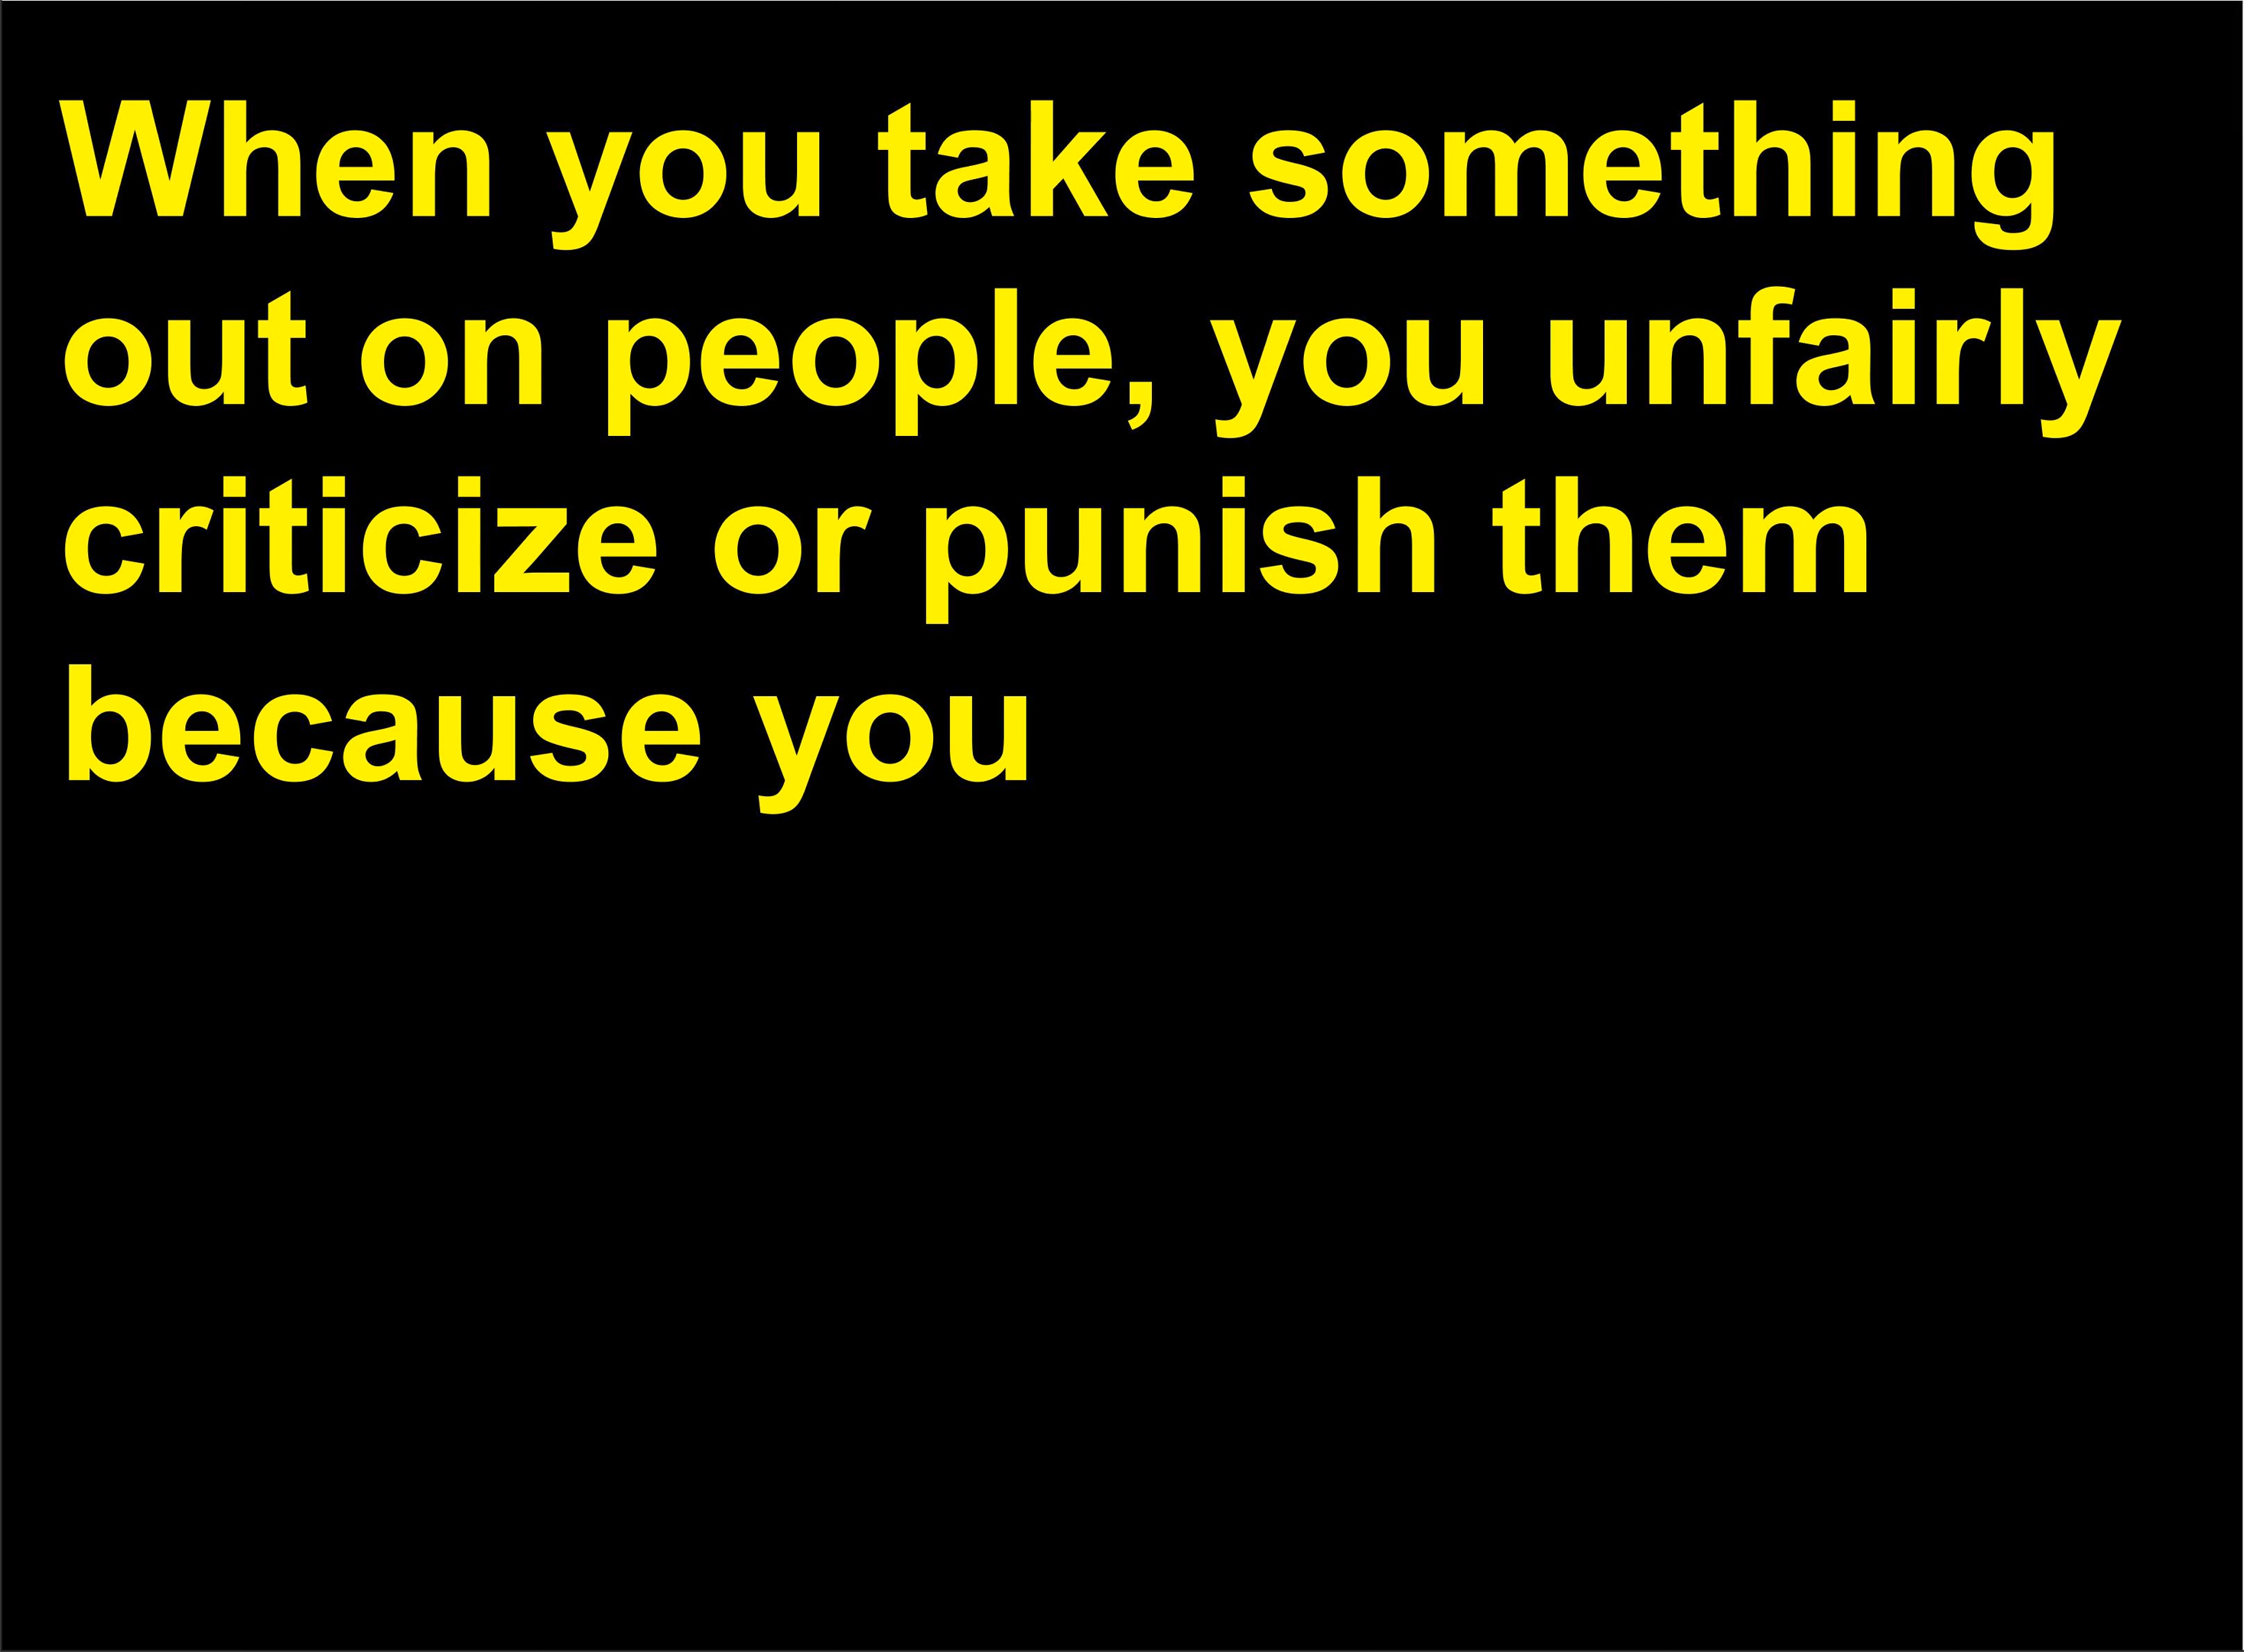 When you take something
out on people, you unfairly
criticize or punish them
because you